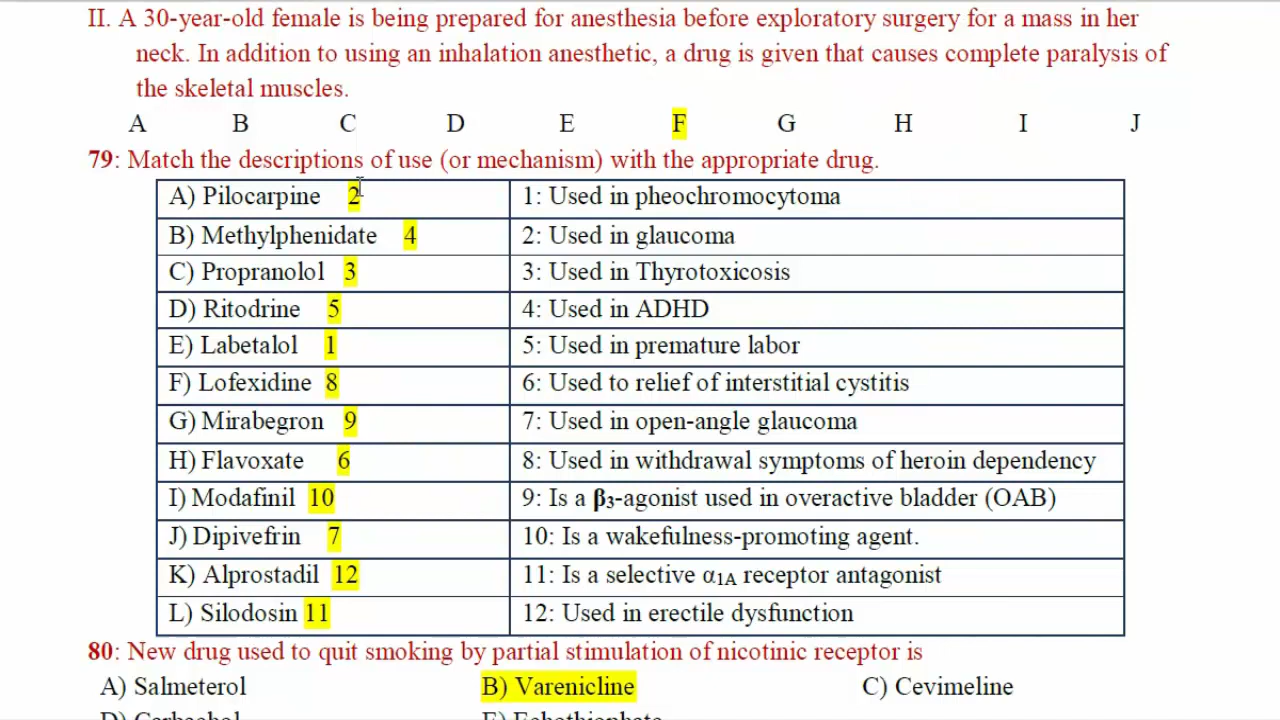 II. A 30-year-old female is being prepared for anesthesia before exploratory surgery for a mass in her
neck. In addition to using an inhalation anesthetic, a drug is given that causes complete paralysis of
the skeletal muscles.
A B C D E F G H I J
79: Match the descriptions of use (or mechanism) with the appropriate drug.
A) Pilocarpine 2 1: Used in pheochromocytoma
B) Methylphenidate 4 2: Used in glaucoma
C) Propranolol 3 3: Used in Thyrotoxicosis
D) Ritodrine 5 4: Used in ADHD
E) Labetalol 1 5: Used in premature labor
F) Lofexidine 8 6: Used to relief of interstitial cystitis
G) Mirabegron 9 7: Used in open-angle glaucoma
H) Flavoxate 6 8: Used in withdrawal symptoms of heroin dependency
I) Modafinil 10 9: Is a β3-agonist used in overactive bladder (OAB)
J) Dipivefrin 7 10: Is a wakefulness-promoting agent.
K) Alprostadil 12 11: Is a selective α1A receptor antagonist
L) Silodosin 11 12: Used in erectile dysfunction
80: New drug used to quit smoking by partial stimulation of nicotinic receptor is
A) Salmeterol B) Varenicline C) Cevimeline